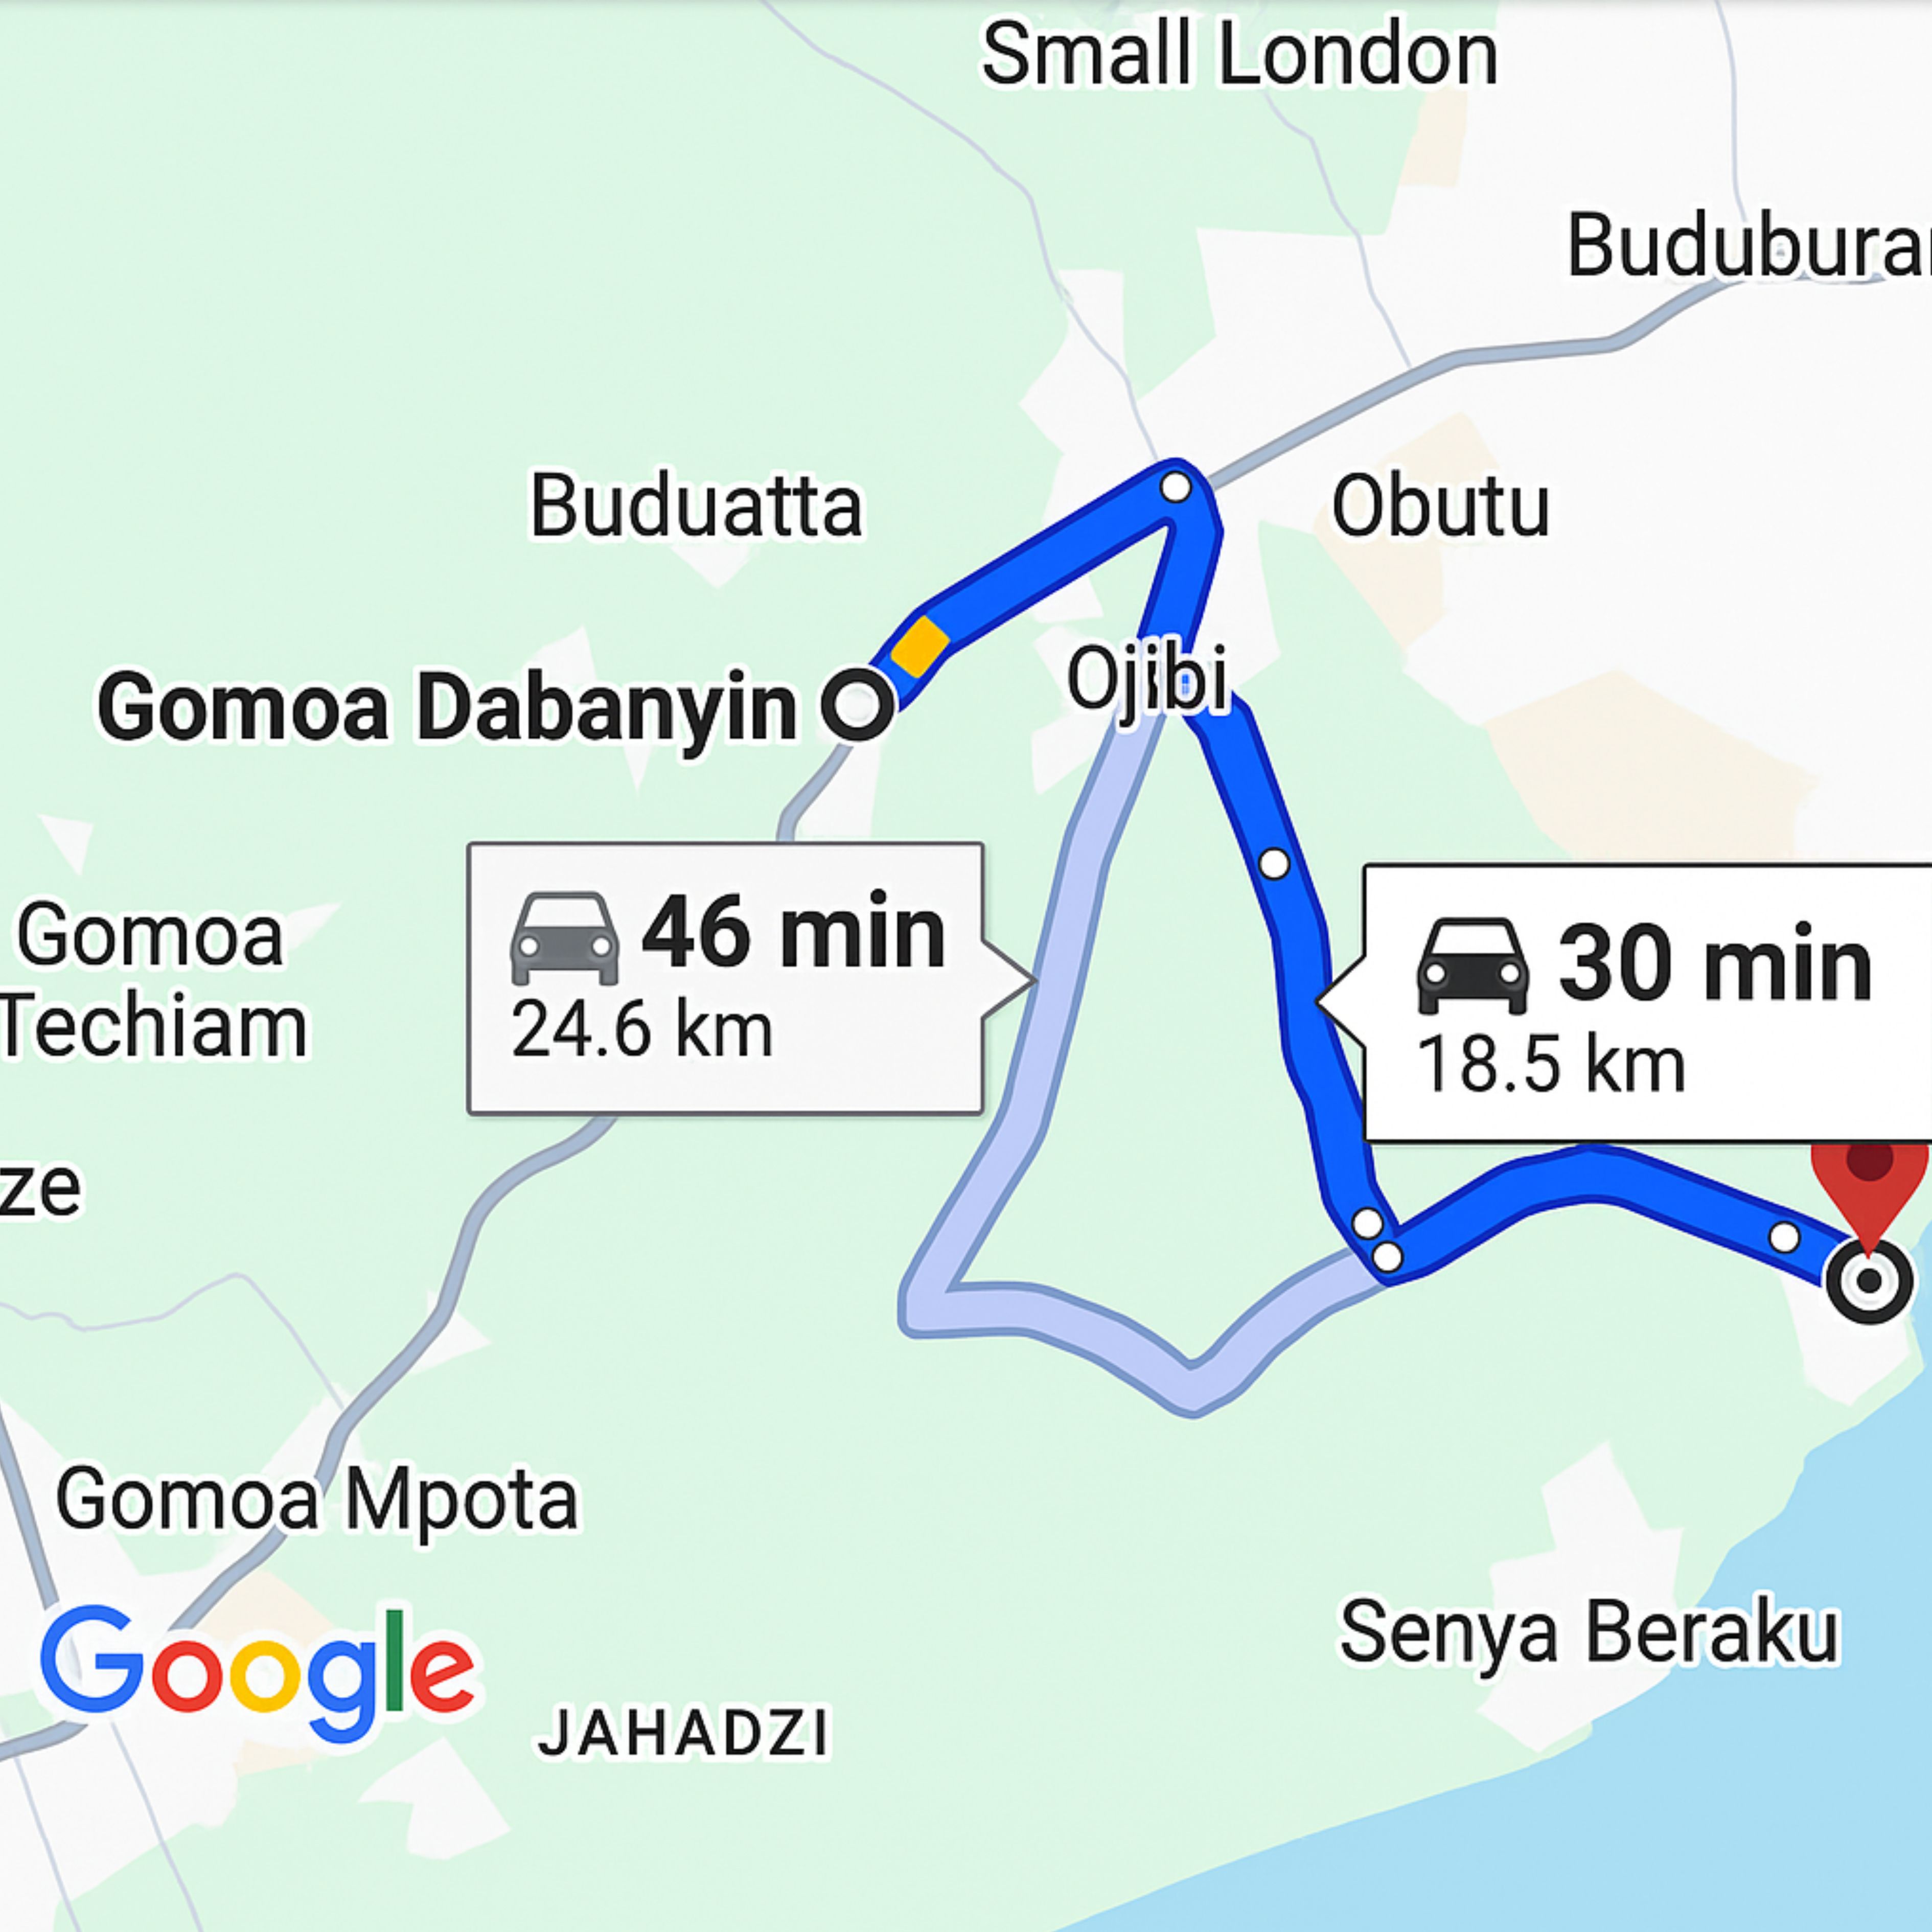 Small London
Buduburar
Buduatta
Obutu
Gomoa Dabanyin
Ojibi
46 min
24.6 km
30 min
18.5 km
Gomoa
Techiam
ze
Gomoa Mpota
Senya Beraku
Google
JAHADZI